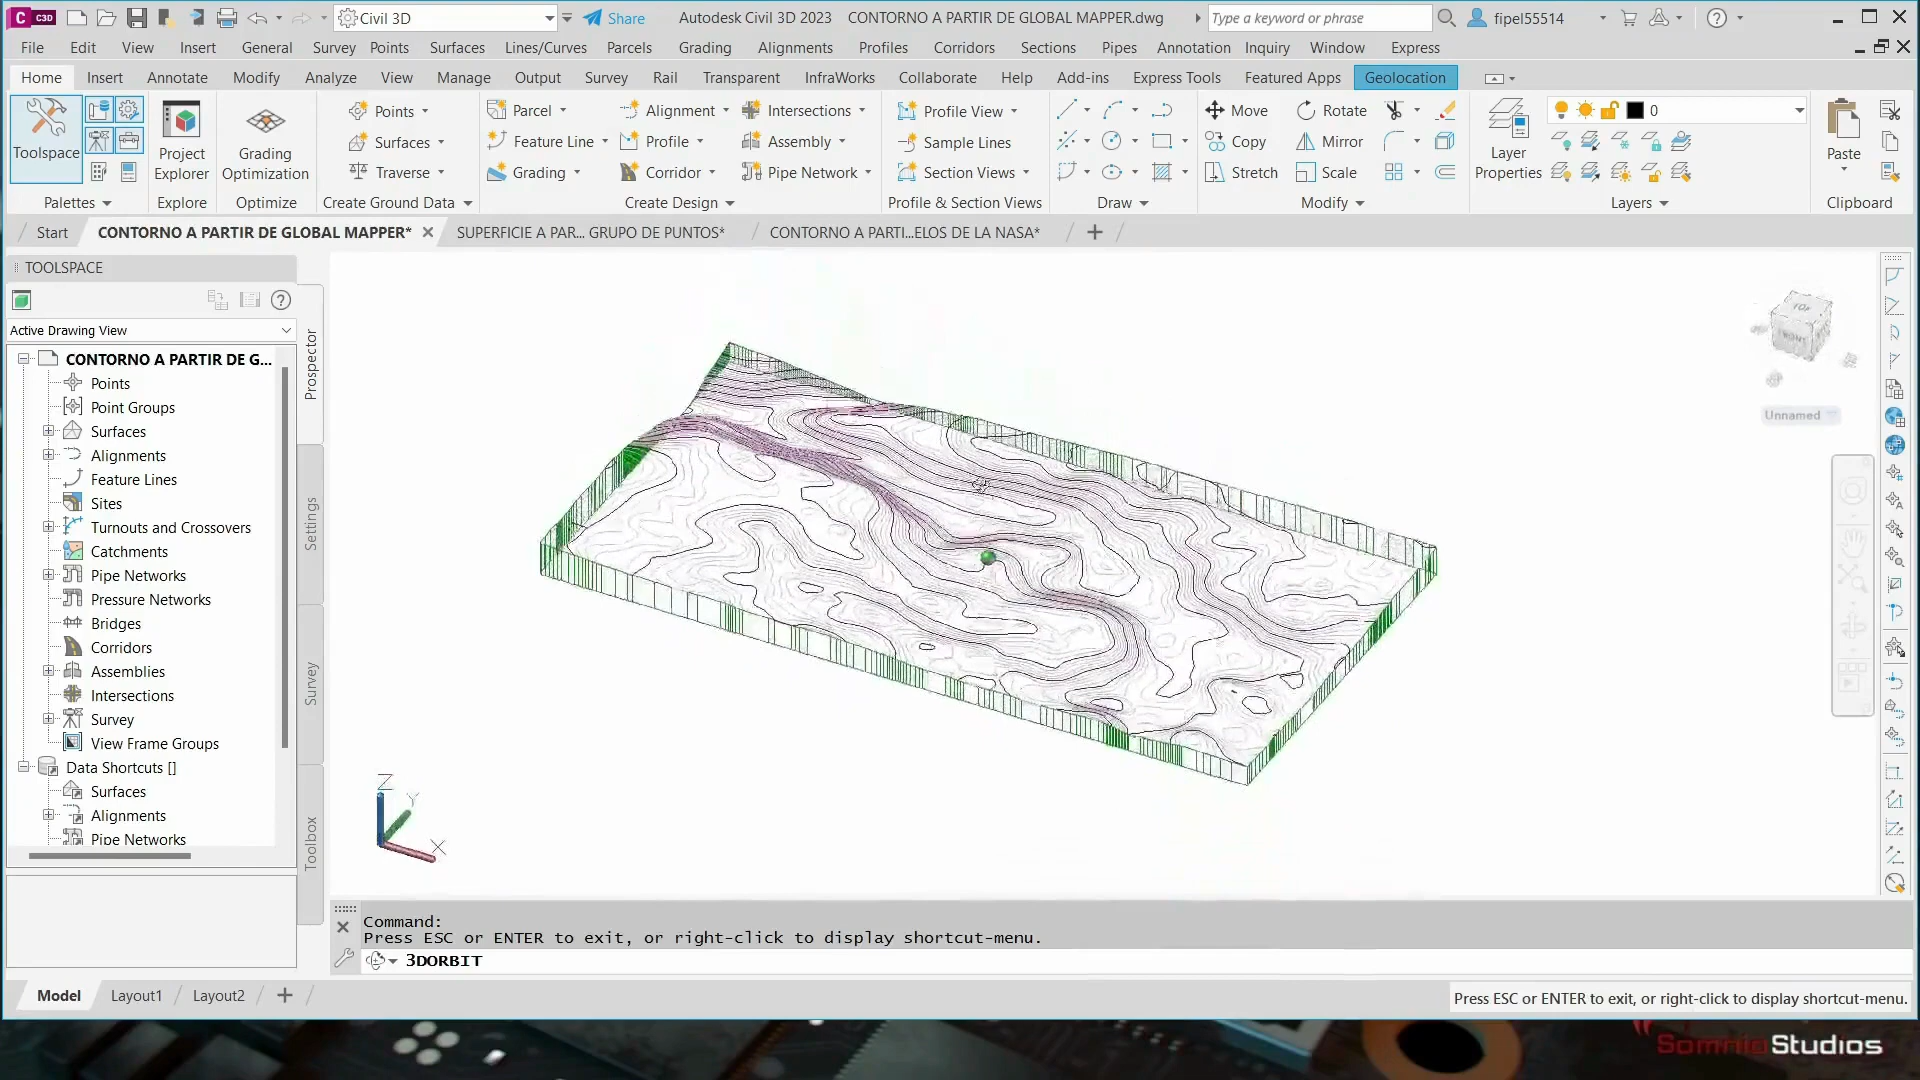 C C3D Civil 3D Share Autodesk Civil 3D 2023 CONTORNO A PARTIR DE GLOBAL MAPPER.dwg Type a keyword or phrase fipel55514
File Edit View Insert General Survey Points Surfaces Lines/Curves Parcels Grading Alignments Profiles Corridors Sections Pipes Annotation Inquiry Window Express
Home Insert Annotate Modify Analyze View Manage Output Survey Rail Transparent InfraWorks Collaborate Help Add-ins Express Tools Featured Apps Geolocation
Points Parcel Alignment Intersections Profile View Move Rotate 0
Toolspace Project Explorer Grading Optimization Surfaces Feature Line Profile Assembly Sample Lines Copy Mirror Layer Properties Paste
Traverse Grading Corridor Pipe Network Section Views Stretch Scale
Palettes Explore Optimize Create Ground Data Create Design Profile & Section Views Draw Modify Layers Clipboard
Start CONTORNO A PARTIR DE GLOBAL MAPPER* SUPERFICIE A PAR... GRUPO DE PUNTOS* CONTORNO A PARTI...ELOS DE LA NASA*
TOOLSPACE
Active Drawing View
CONTORNO A PARTIR DE G...
Points
Point Groups
Surfaces
Alignments
Feature Lines
Sites
Turnouts and Crossovers
Catchments
Pipe Networks
Pressure Networks
Bridges
Corridors
Assemblies
Intersections
Survey
View Frame Groups
Data Shortcuts []
Surfaces
Alignments
Pipe Networks
Prospector
Settings
Survey
Toolbox
TOP
RIGHT
Unnamed
Z
Y
X
Command:
Press ESC or ENTER to exit, or right-click to display shortcut-menu.
3DORBIT
Model Layout1 Layout2
Press ESC or ENTER to exit, or right-click to display shortcut-menu.
SomnioStudios